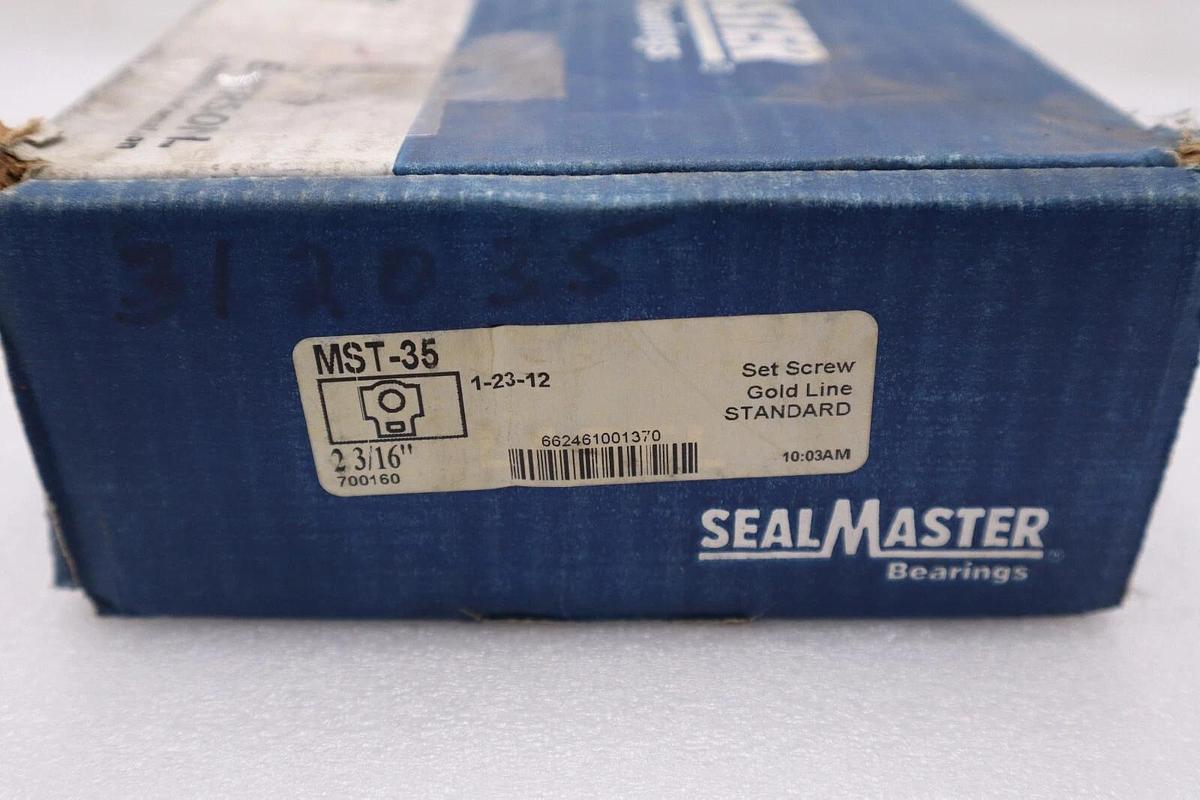 312035
MST-35
1-23-12
2 3/16"
700160
662461001370
Set Screw
Gold Line
STANDARD
10:03AM
SEALMASTER
Bearings